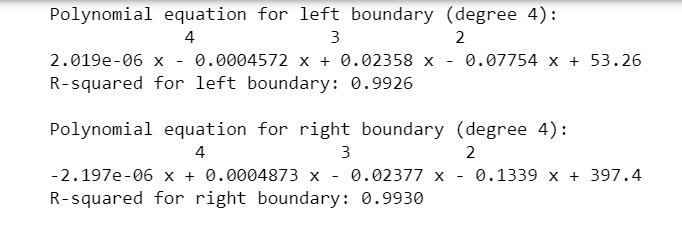 Polynomial equation for left boundary (degree 4):
4 3 2
2.019e-06 x - 0.0004572 x + 0.02358 x - 0.07754 x + 53.26
R-squared for left boundary: 0.9926
Polynomial equation for right boundary (degree 4):
4 3 2
-2.197e-06 x + 0.0004873 x - 0.02377 x - 0.1339 x + 397.4
R-squared for right boundary: 0.9930